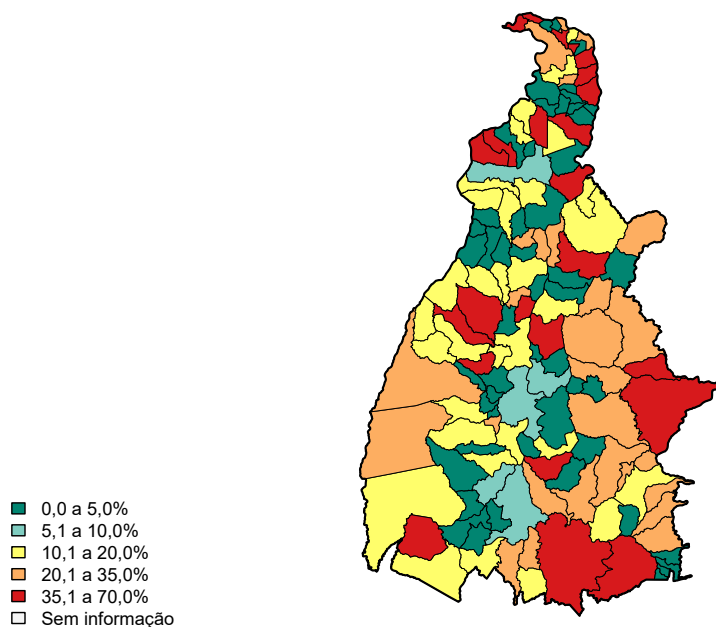 0,0 a 5,0%
5,1 a 10,0%
10,1 a 20,0%
20,1 a 35,0%
35,1 a 70,0%
Sem informação